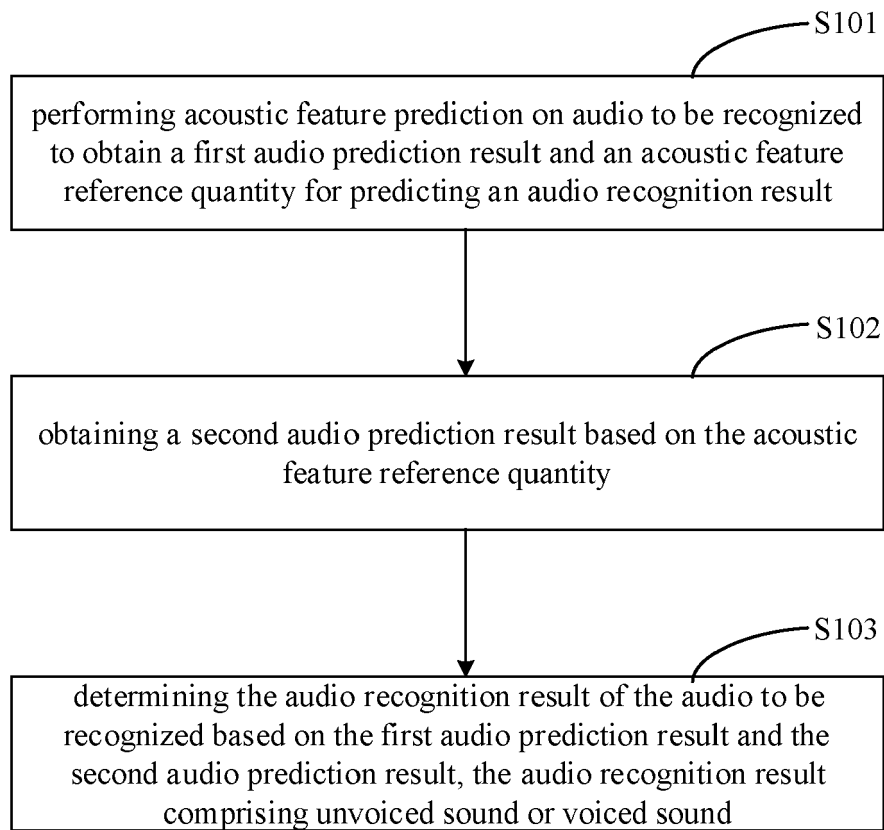 S101
performing acoustic feature prediction on audio to be recognized
to obtain a first audio prediction result and an acoustic feature
reference quantity for predicting an audio recognition result
S102
obtaining a second audio prediction result based on the acoustic
feature reference quantity
S103
determining the audio recognition result of the audio to be
recognized based on the first audio prediction result and the
second audio prediction result, the audio recognition result
comprising unvoiced sound or voiced sound